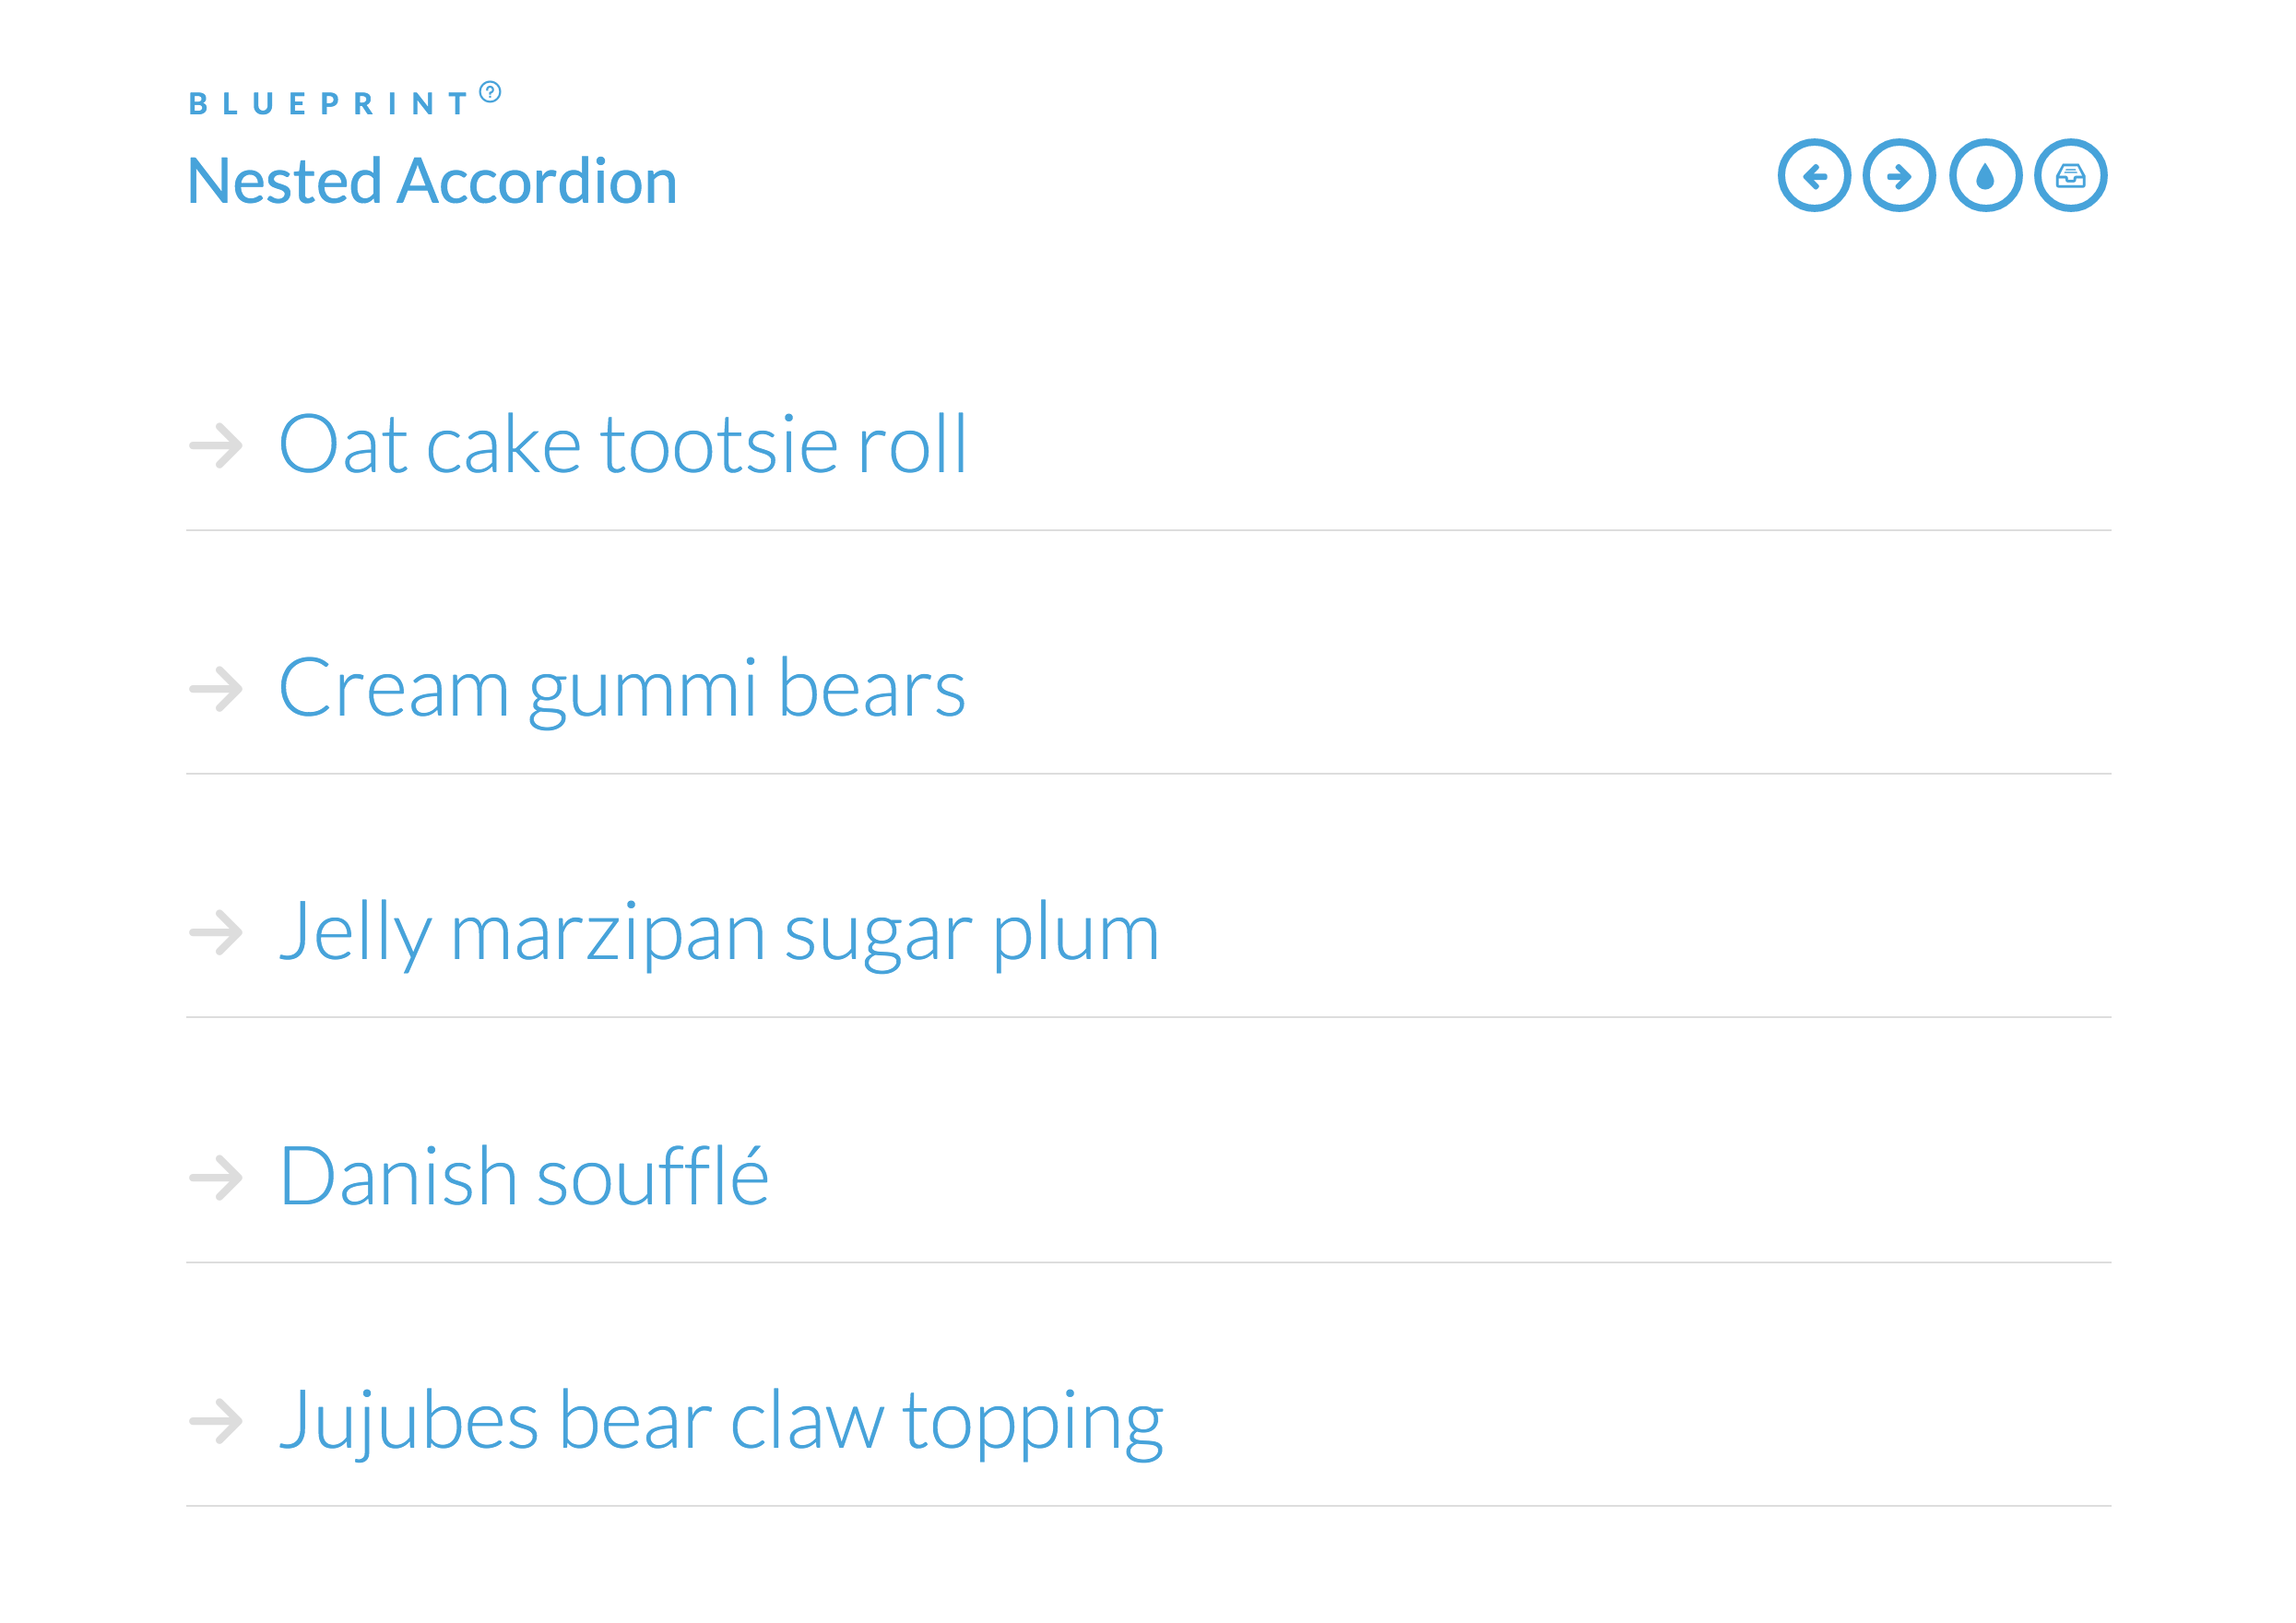 BLUEPRINT ?
Nested Accordion
Oat cake tootsie roll
Cream gummi bears
Jelly marzipan sugar plum
Danish soufflé
Jujubes bear claw topping